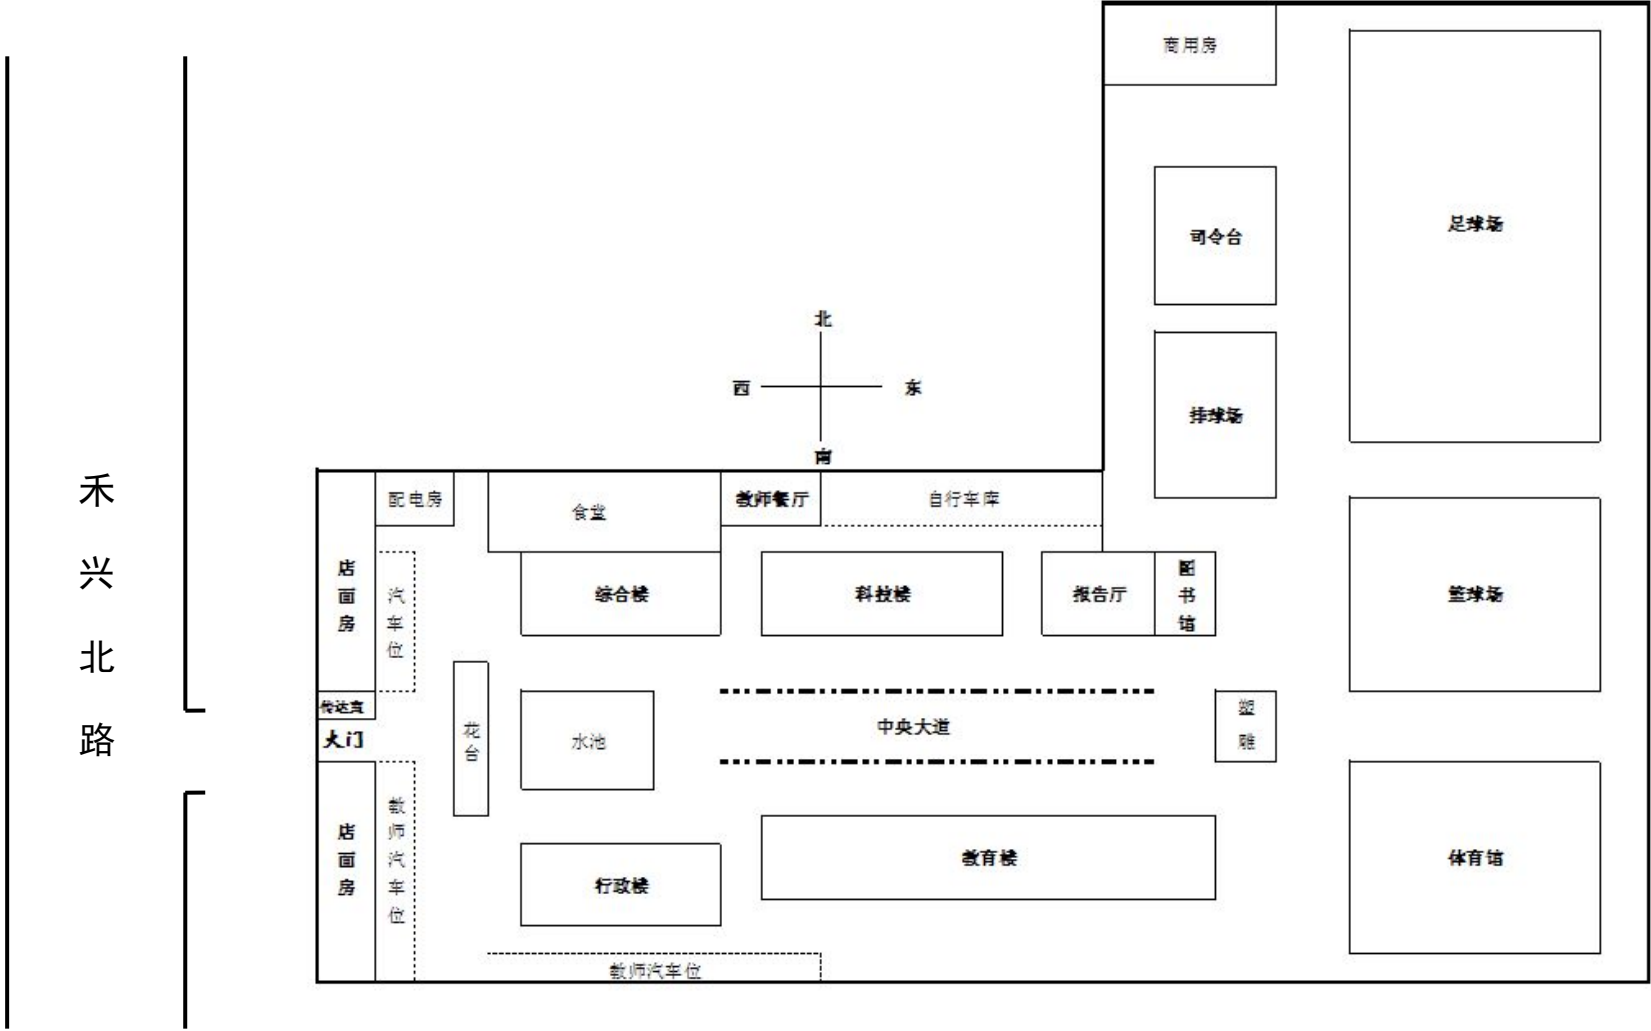 商用房
足球场
司令台
北
西
东
排球场
南
禾兴北路
配电房
食堂
教师餐厅
自行车库
店面房
汽车位
综合楼
科技楼
报告厅
图书馆
篮球场
传达室
大门
花台
水池
中央大道
塑雕
店面房
教师汽车位
行政楼
教育楼
体育馆
教师汽车位